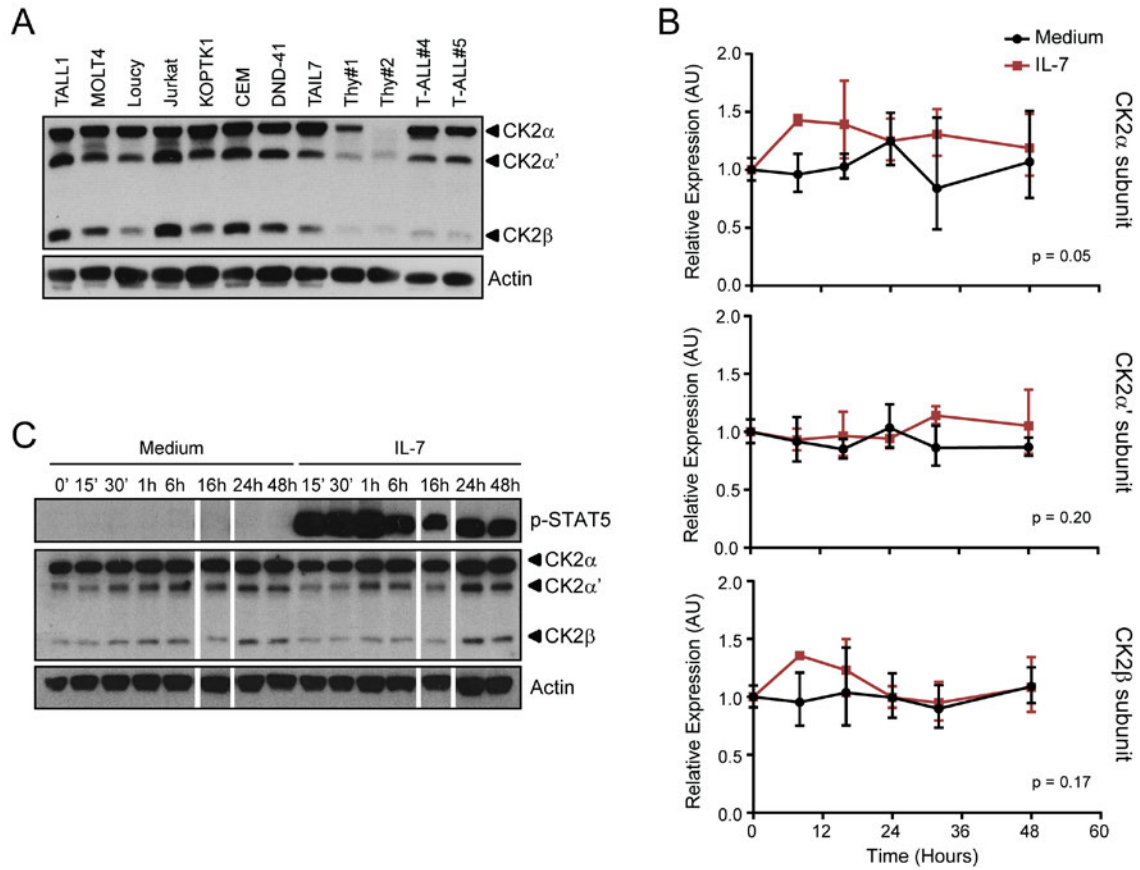 A
TALL1 MOLT4 Loucy Jurkat KOPTK1 CEM DND-41 TAIL7 Thy#1 Thy#2 T-ALL#4 T-ALL#5
CK2α
CK2α’
CK2β
Actin
B
Medium
IL-7
2.0
1.5
1.0
0.5
0.0
Relative Expression (AU)
p = 0.05
CK2α subunit
2.0
1.5
1.0
0.5
0.0
Relative Expression (AU)
p = 0.20
CK2α’ subunit
2.0
1.5
1.0
0.5
0.0
Relative Expression (AU)
p = 0.17
CK2β subunit
0 12 24 36 48 60
Time (Hours)
C
Medium IL-7
0’ 15’ 30’ 1h 6h 16h 24h 48h 15’ 30’ 1h 6h 16h 24h 48h
p-STAT5
CK2α
CK2α’
CK2β
Actin